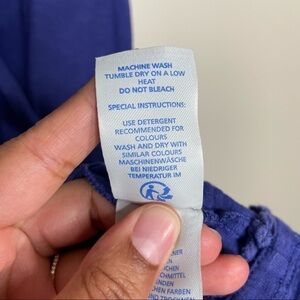 MACHINE WASH
TUMBLE DRY ON A LOW
HEAT
DO NOT BLEACH
SPECIAL INSTRUCTIONS:
USE DETERGENT
RECOMMENDED FOR
COLOURS
WASH AND DRY WITH
SIMILAR COLOURS
MASCHINENWÄSCHE
BEI NIEDRIGER
TEMPERATUR IM